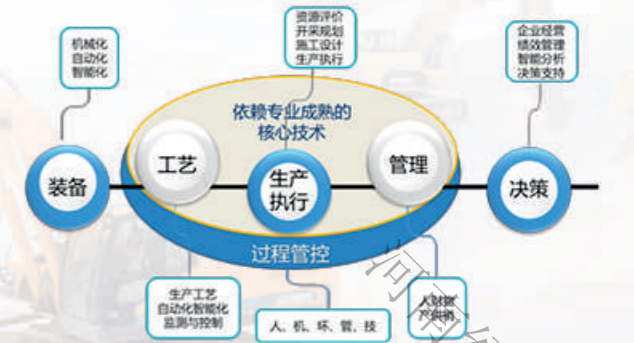 机械化
自动化
智能化
资源评价
开采规划
施工设计
生产执行
企业经营
绩效管理
智能分析
决策支持
依赖专业成熟的
核心技术
装备
工艺
生产
执行
管理
决策
过程管控
生产工艺
自动化智能化
监测与控制
人、机、环、管、技
人财物
产供销
河南